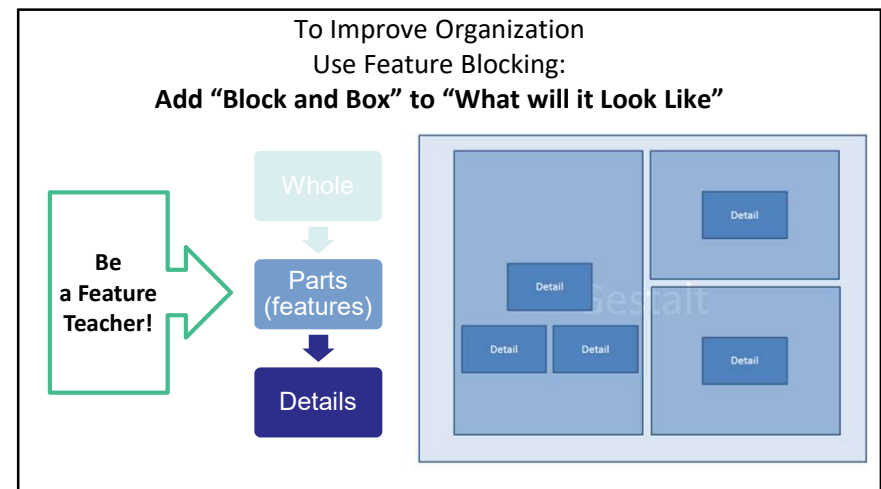 To Improve Organization
Use Feature Blocking:
Add “Block and Box” to “What will it Look Like”
Be
a Feature
Teacher!
Whole
Parts
(features)
Details
Gestalt
Detail
Detail
Detail
Detail
Detail